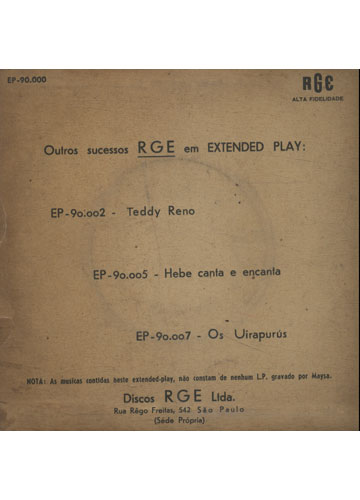 EP-90.000
RGE
ALTA FIDELIDADE
Outros sucessos RGE em EXTENDED PLAY:
EP-90.002 - Teddy Reno
EP-90.005 - Hebe canta e encanta
EP-90.007 - Os Uirapurús
NOTA: As musicas contidas neste extended-play, não constam de nenhum L.P. gravado por Maysa.
Discos RGE Ltda.
Rua Rêgo Freitas, 543 São Paulo
(Séde Própria)